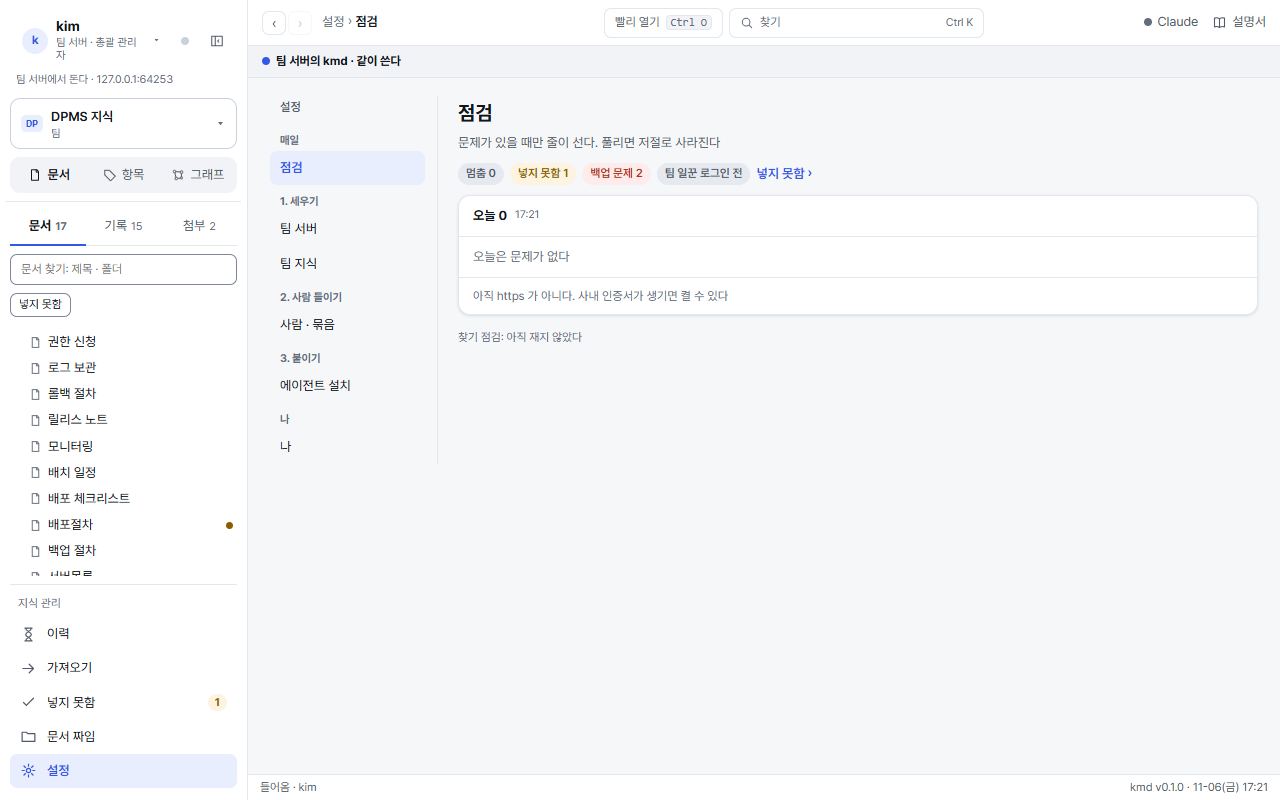 k
kim
팀 서버 · 총괄 관리자
팀 서버에서 돈다 · 127.0.0.1:64253
DP
DPMS 지식
팀
문서
항목
그래프
문서 17
기록 15
첨부 2
문서 찾기: 제목 · 폴더
넣지 못함
권한 신청
로그 보관
롤백 절차
릴리스 노트
모니터링
배치 일정
배포 체크리스트
배포절차
백업 절차
지식 관리
이력
가져오기
넣지 못함 1
문서 짜임
설정
설정 › 점검
빨리 열기 Ctrl O
찾기 Ctrl K
Claude
설명서
팀 서버의 kmd · 같이 쓴다
설정
매일
점검
1. 세우기
팀 서버
팀 지식
2. 사람 들이기
사람 · 묶음
3. 붙이기
에이전트 설치
나
나
점검
문제가 있을 때만 줄이 선다. 풀리면 저절로 사라진다
멈춤 0
넣지 못함 1
백업 문제 2
팀 일꾼 로그인 전
넣지 못함 ›
오늘 0 17:21
오늘은 문제가 없다
아직 https 가 아니다. 사내 인증서가 생기면 켤 수 있다
찾기 점검: 아직 재지 않았다
들어옴 · kim
kmd v0.1.0 · 11-06(금) 17:21